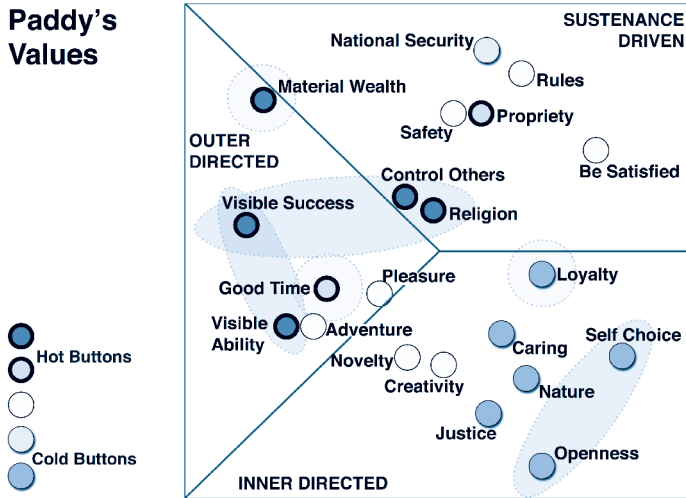 Paddy's
Values
SUSTENANCE
DRIVEN
National Security
Rules
Material Wealth
Propriety
Safety
OUTER
DIRECTED
Be Satisfied
Control Others
Visible Success
Religion
Pleasure
Loyalty
Good Time
Visible
Ability
Adventure
Self Choice
Caring
Novelty
Creativity
Nature
Justice
Openness
INNER DIRECTED
Hot Buttons
Cold Buttons